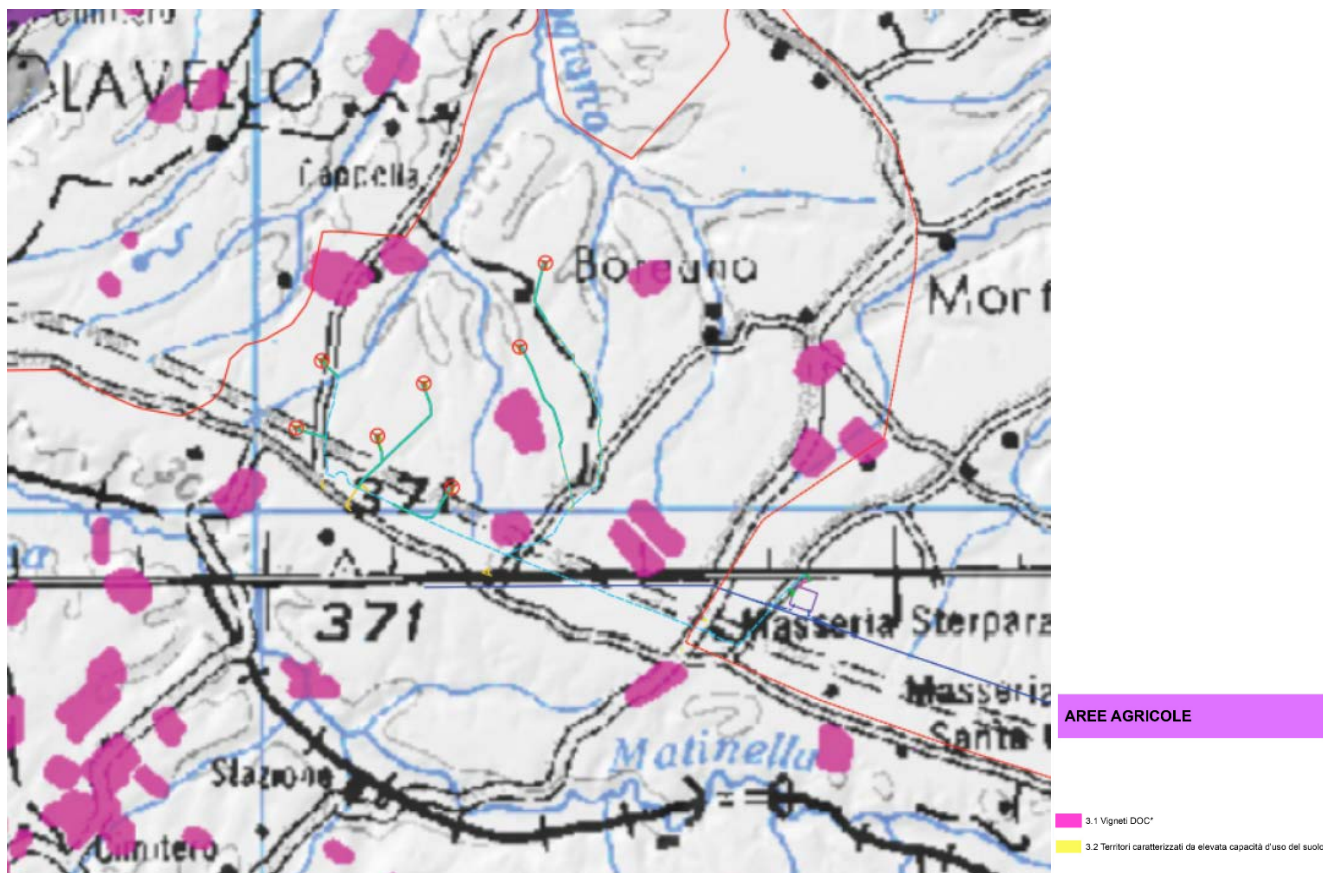 LAVELLO
Cappella
Boreano
Morf
371
371
Masseria Sterpara
Masseria
Santa
Matinella
Stazione
Cimitero
AREE AGRICOLE
3.1 Vigneti DOC*
3.2 Territori caratterizzati da elevata capacità d'uso del suolo